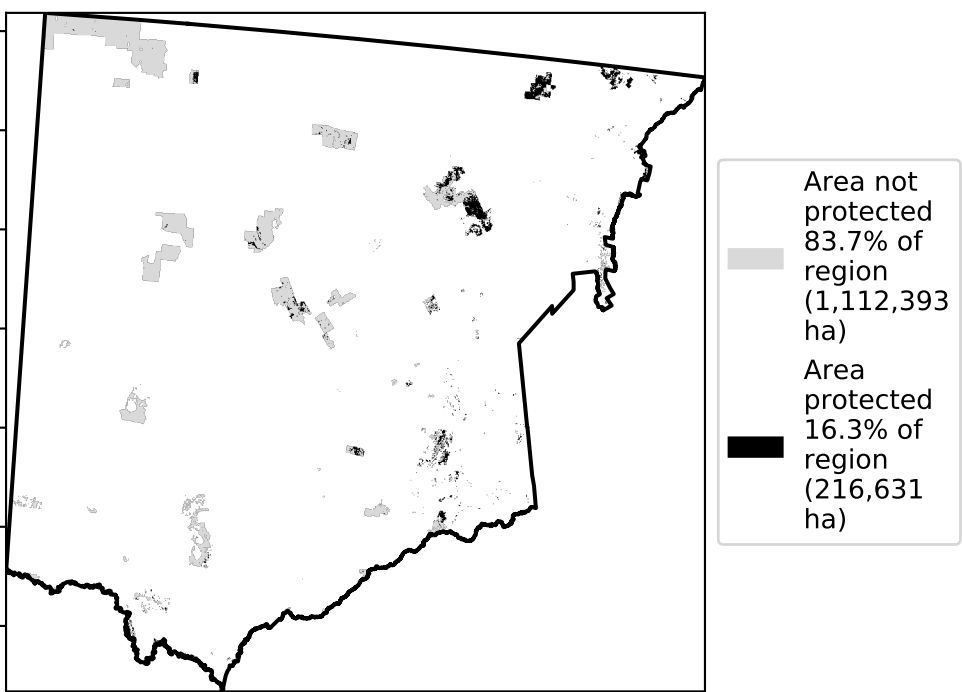 Area not
protected
83.7% of
region
(1,112,393
ha)
Area
protected
16.3% of
region
(216,631
ha)